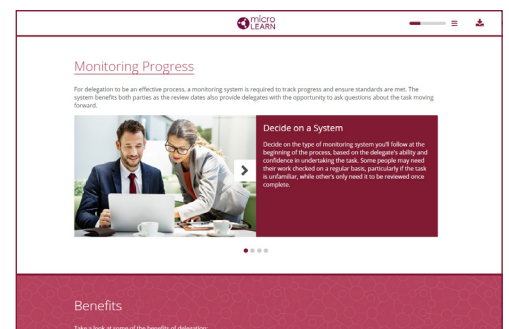 micro
LEARN
Monitoring Progress
For delegation to be an effective process, a monitoring system is required to track progress and ensure standards are met. The
system benefits both parties as the review dates also provide delegates with the opportunity to ask questions about the task moving
forward.
Decide on a System
Decide on the type of monitoring system you'll follow at the
beginning of the process, based on the delegate's ability and
confidence in undertaking the task. Some people may need
their work checked on a regular basis, particularly if the task
is unfamiliar, while other's only need it to be reviewed once
complete.
Benefits
Take a look at some of the benefits of delegation: